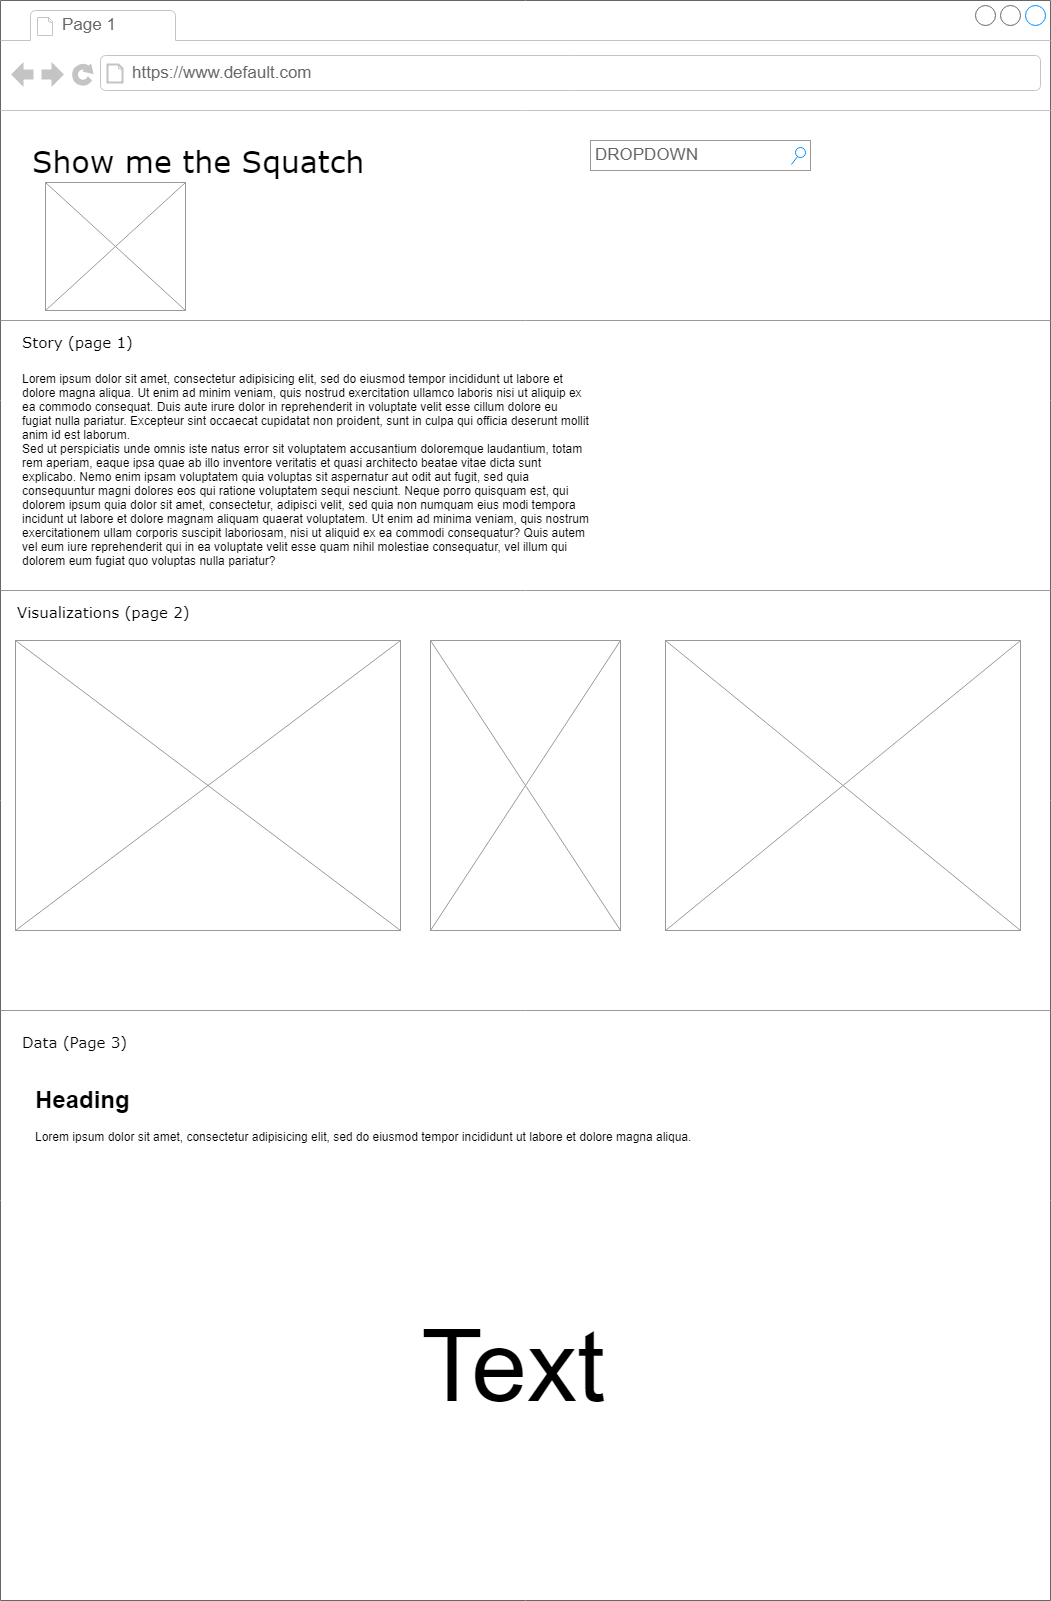 Page 1
https://www.default.com
Show me the Squatch
DROPDOWN
Story (page 1)
Lorem ipsum dolor sit amet, consectetur adipisicing elit, sed do eiusmod tempor incididunt ut labore et
dolore magna aliqua. Ut enim ad minim veniam, quis nostrud exercitation ullamco laboris nisi ut aliquip ex
ea commodo consequat. Duis aute irure dolor in reprehenderit in voluptate velit esse cillum dolore eu
fugiat nulla pariatur. Excepteur sint occaecat cupidatat non proident, sunt in culpa qui officia deserunt mollit
anim id est laborum.
Sed ut perspiciatis unde omnis iste natus error sit voluptatem accusantium doloremque laudantium, totam
rem aperiam, eaque ipsa quae ab illo inventore veritatis et quasi architecto beatae vitae dicta sunt
explicabo. Nemo enim ipsam voluptatem quia voluptas sit aspernatur aut odit aut fugit, sed quia
consequuntur magni dolores eos qui ratione voluptatem sequi nesciunt. Neque porro quisquam est, qui
dolorem ipsum quia dolor sit amet, consectetur, adipisci velit, sed quia non numquam eius modi tempora
incidunt ut labore et dolore magnam aliquam quaerat voluptatem. Ut enim ad minima veniam, quis nostrum
exercitationem ullam corporis suscipit laboriosam, nisi ut aliquid ex ea commodi consequatur? Quis autem
vel eum iure reprehenderit qui in ea voluptate velit esse quam nihil molestiae consequatur, vel illum qui
dolorem eum fugiat quo voluptas nulla pariatur?
Visualizations (page 2)
Data (Page 3)
Heading
Lorem ipsum dolor sit amet, consectetur adipisicing elit, sed do eiusmod tempor incididunt ut labore et dolore magna aliqua.
Text